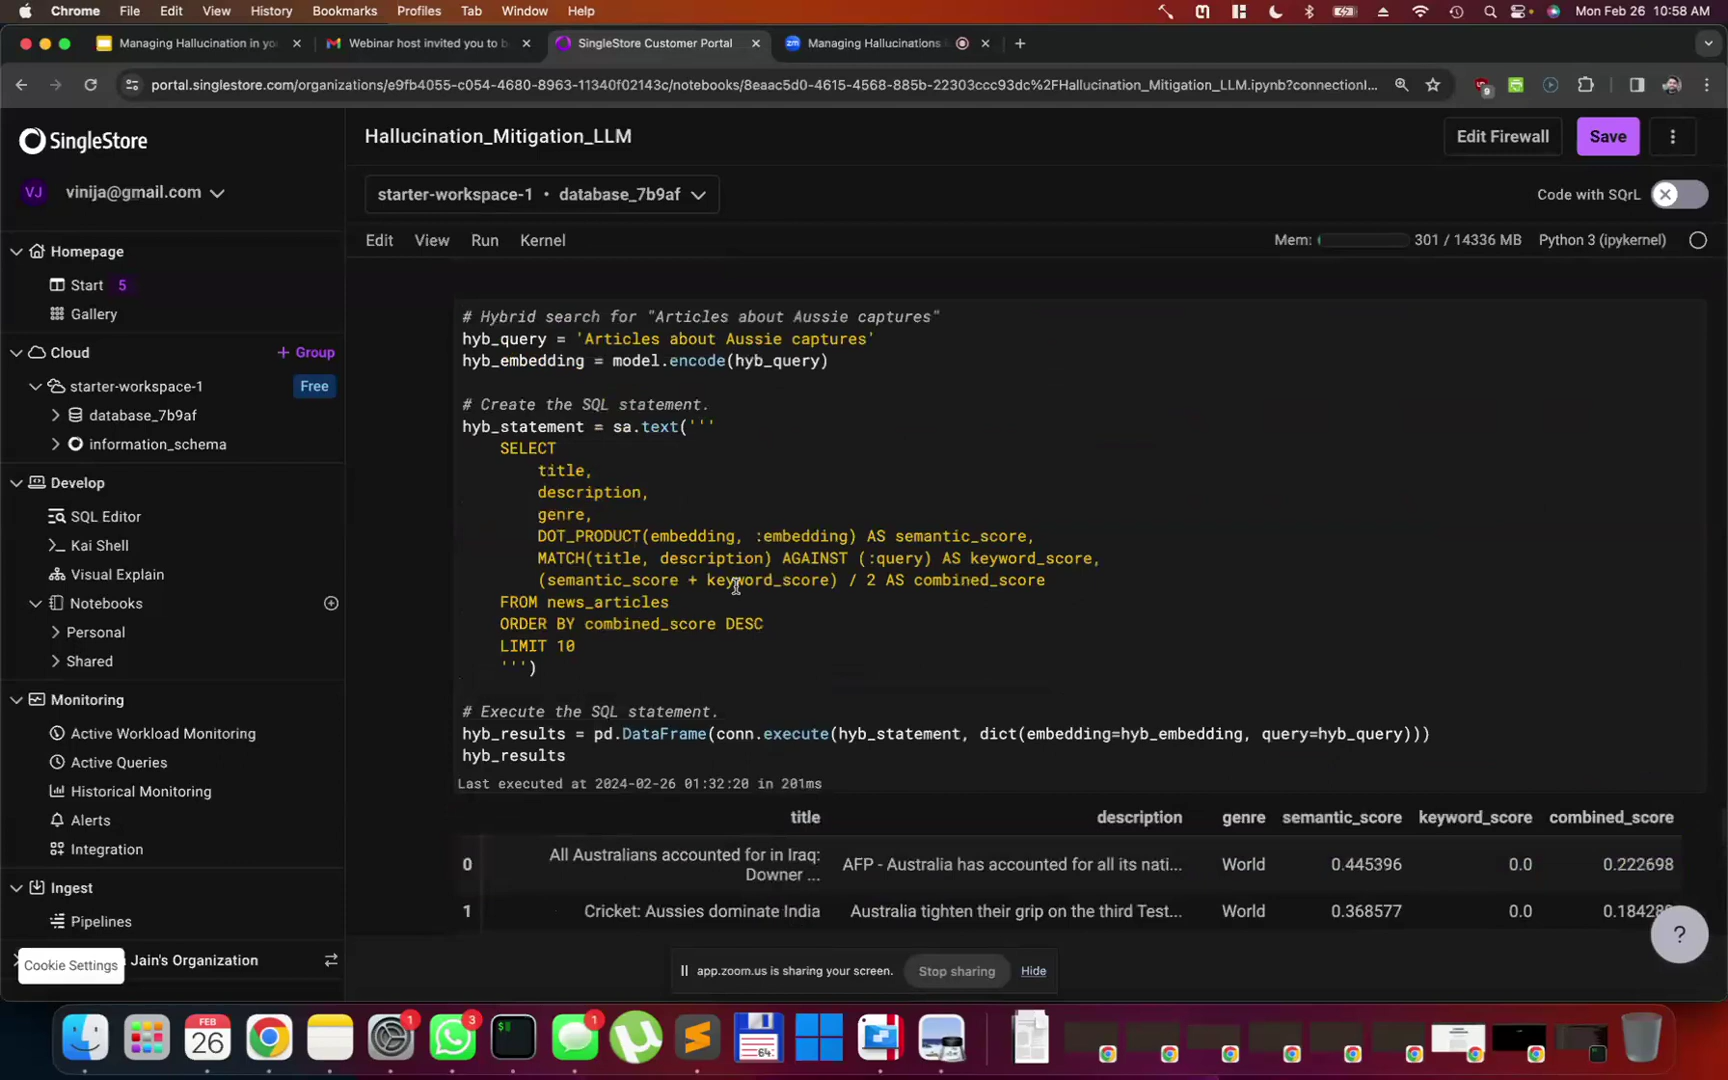 Chrome File Edit View History Bookmarks Profiles Tab Window Help Mon Feb 26 10:58 AM
Managing Hallucination in yo Webinar host invited you to b SingleStore Customer Portal Managing Hallucinations
portal.singlestore.com/organizations/e9fb4055-c054-4680-8963-11340f02143c/notebooks/8eaac5d0-4615-4568-885b-22303ccc93dc%2FHallucination_Mitigation_LLM.ipynb?connectionI... 9
SingleStore
VJ vinija@gmail.com
Homepage
Start 5
Gallery
Cloud + Group
starter-workspace-1 Free
database_7b9af
information_schema
Develop
SQL Editor
Kai Shell
Visual Explain
Notebooks
Personal
Shared
Monitoring
Active Workload Monitoring
Active Queries
Historical Monitoring
Alerts
Integration
Ingest
Pipelines
Jain's Organization
Cookie Settings
Hallucination_Mitigation_LLM Edit Firewall Save
starter-workspace-1 • database_7b9af Code with SQrL
Edit View Run Kernel Mem: 301 / 14336 MB Python 3 (ipykernel)
# Hybrid search for "Articles about Aussie captures"
hyb_query = 'Articles about Aussie captures'
hyb_embedding = model.encode(hyb_query)
# Create the SQL statement.
hyb_statement = sa.text('''
SELECT
title,
description,
genre,
DOT_PRODUCT(embedding, :embedding) AS semantic_score,
MATCH(title, description) AGAINST (:query) AS keyword_score,
(semantic_score + keyword_score) / 2 AS combined_score
FROM news_articles
ORDER BY combined_score DESC
LIMIT 10
''')
# Execute the SQL statement.
hyb_results = pd.DataFrame(conn.execute(hyb_statement, dict(embedding=hyb_embedding, query=hyb_query)))
hyb_results
Last executed at 2024-02-26 01:32:20 in 201ms
title description genre semantic_score keyword_score combined_score
0 All Australians accounted for in Iraq: Downer ... AFP - Australia has accounted for all its nati... World 0.445396 0.0 0.222698
1 Cricket: Aussies dominate India Australia tighten their grip on the third Test... World 0.368577 0.0 0.18428
?
app.zoom.us is sharing your screen. Stop sharing Hide
FEB
26
1
3
1
64